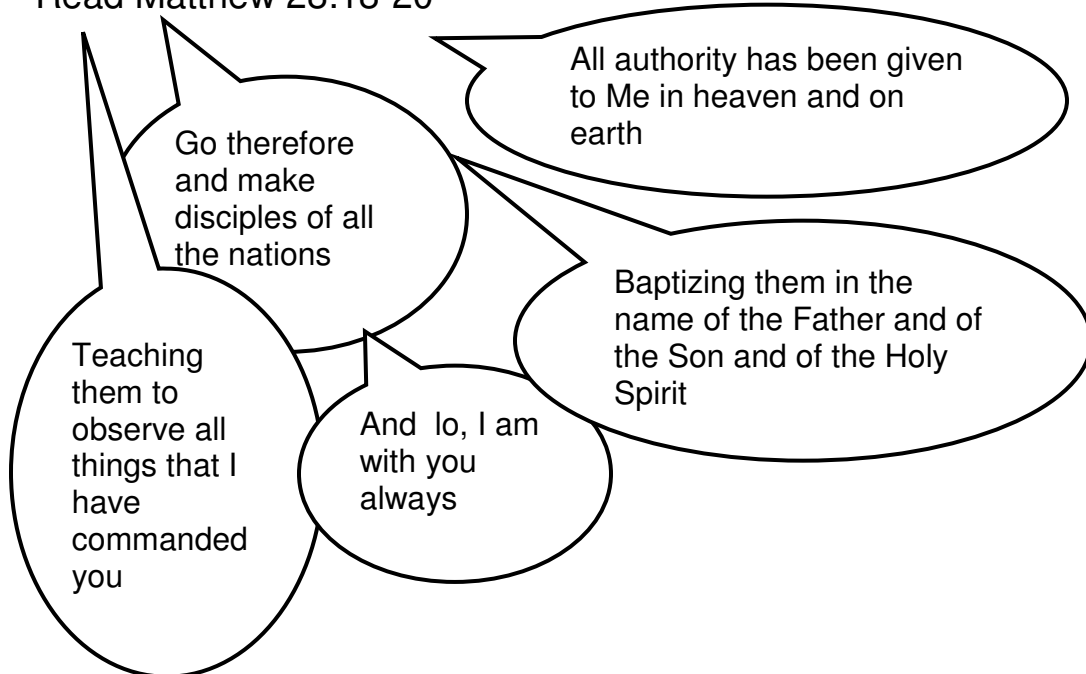 Read Matthew 28:18-20
All authority has been given
to Me in heaven and on
earth
Go therefore
and make
disciples of all
the nations
Baptizing them in the
name of the Father and of
the Son and of the Holy
Spirit
Teaching
them to
observe all
things that I
have
commanded
you
And  lo, I am
with you
always